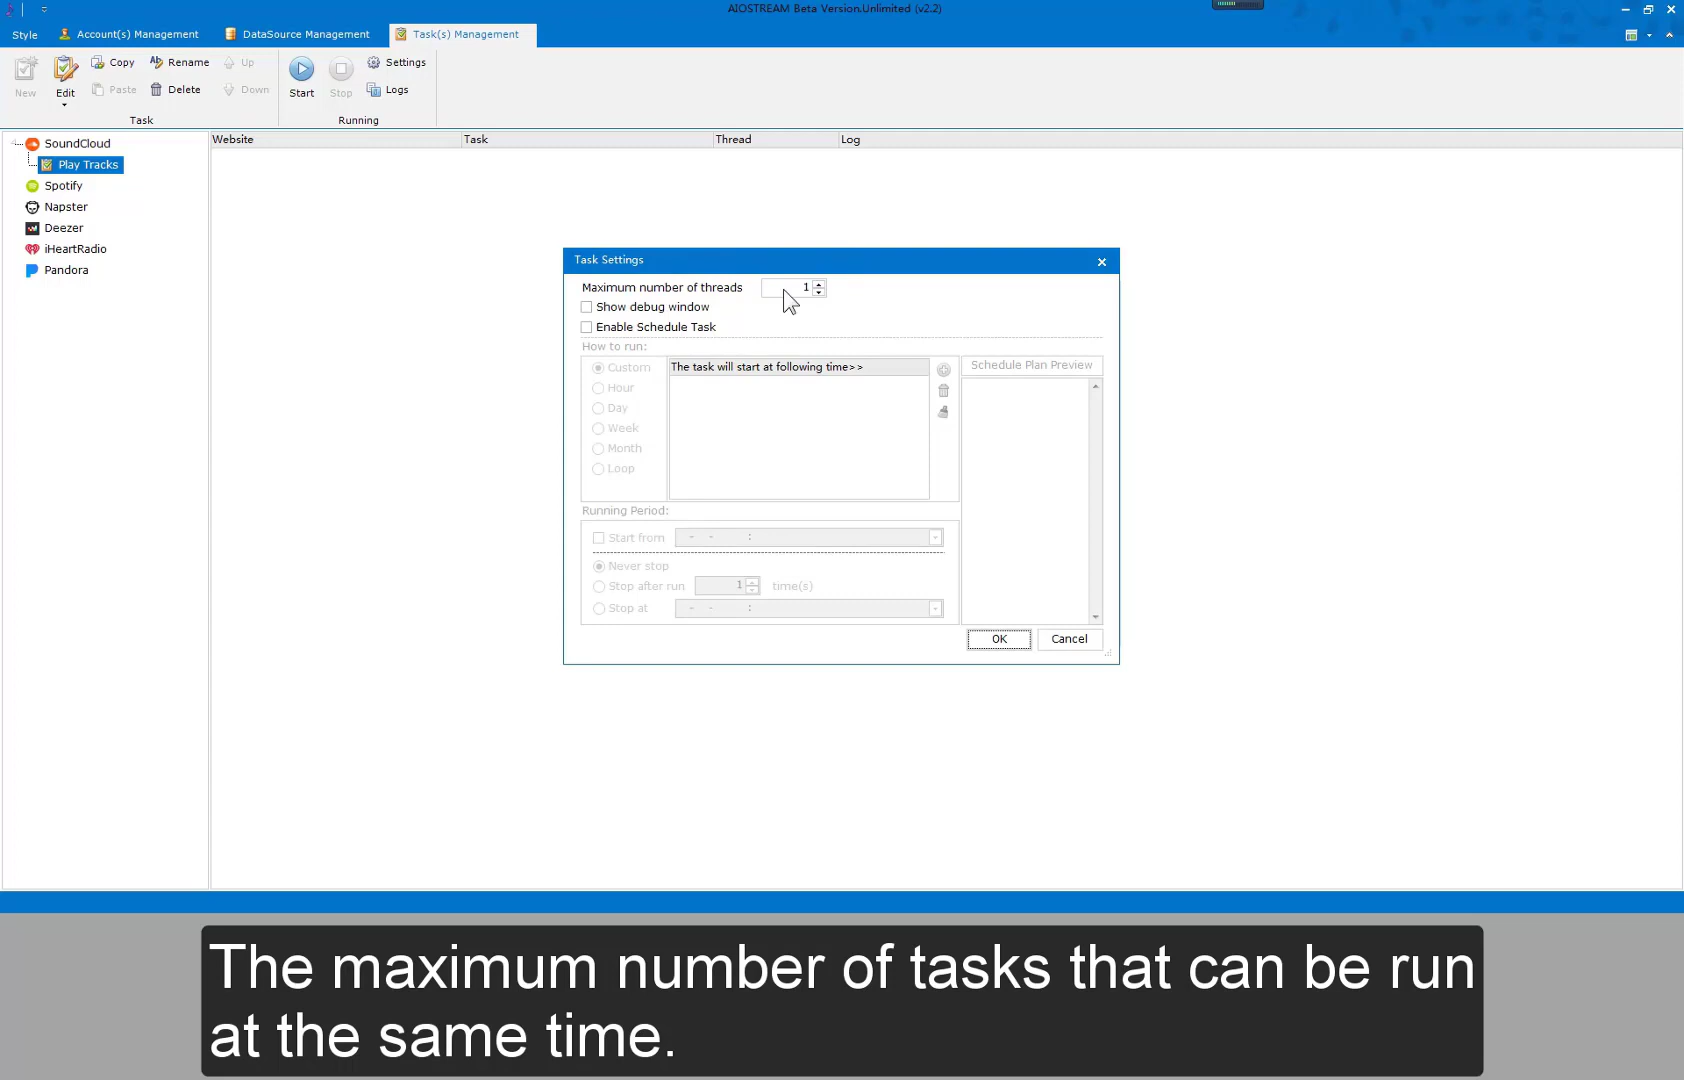 AIOSTREAM Beta Version.Unlimited (v2.2)
Style
Account(s) Management
DataSource Management
Task(s) Management
New
Edit
Copy
Paste
Rename
Delete
Up
Down
Start
Stop
Settings
Logs
Task
Running
SoundCloud
Play Tracks
Spotify
Napster
Deezer
iHeartRadio
Pandora
Website
Task
Thread
Log
Task Settings
Maximum number of threads 1
Show debug window
Enable Schedule Task
How to run:
Custom
Hour
Day
Week
Month
Loop
The task will start at following time>>
Schedule Plan Preview
Running Period:
Start from - - :
Never stop
Stop after run 1 time(s)
Stop at - - :
OK
Cancel
The maximum number of tasks that can be run
at the same time.